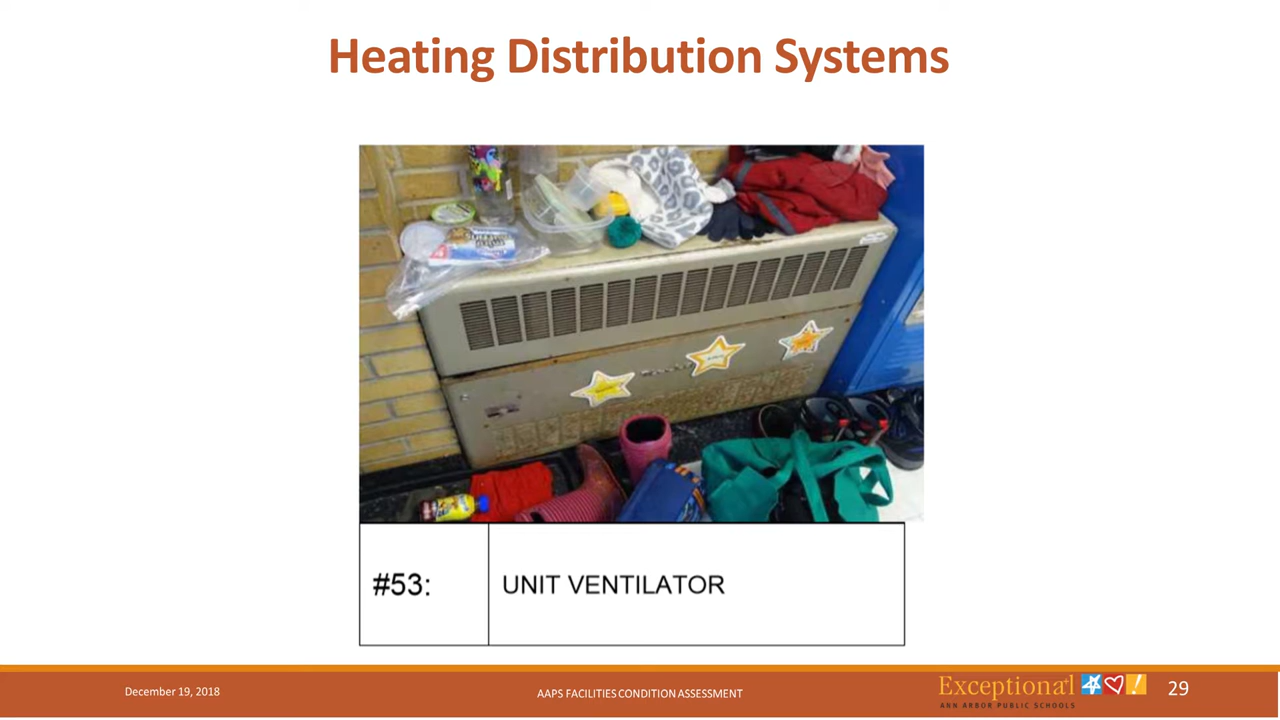 Heating Distribution Systems
#53:
UNIT VENTILATOR
December 19, 2018
AAPS FACILITIES CONDITION ASSESSMENT
Exceptional
ANN ARBOR PUBLIC SCHOOLS
29